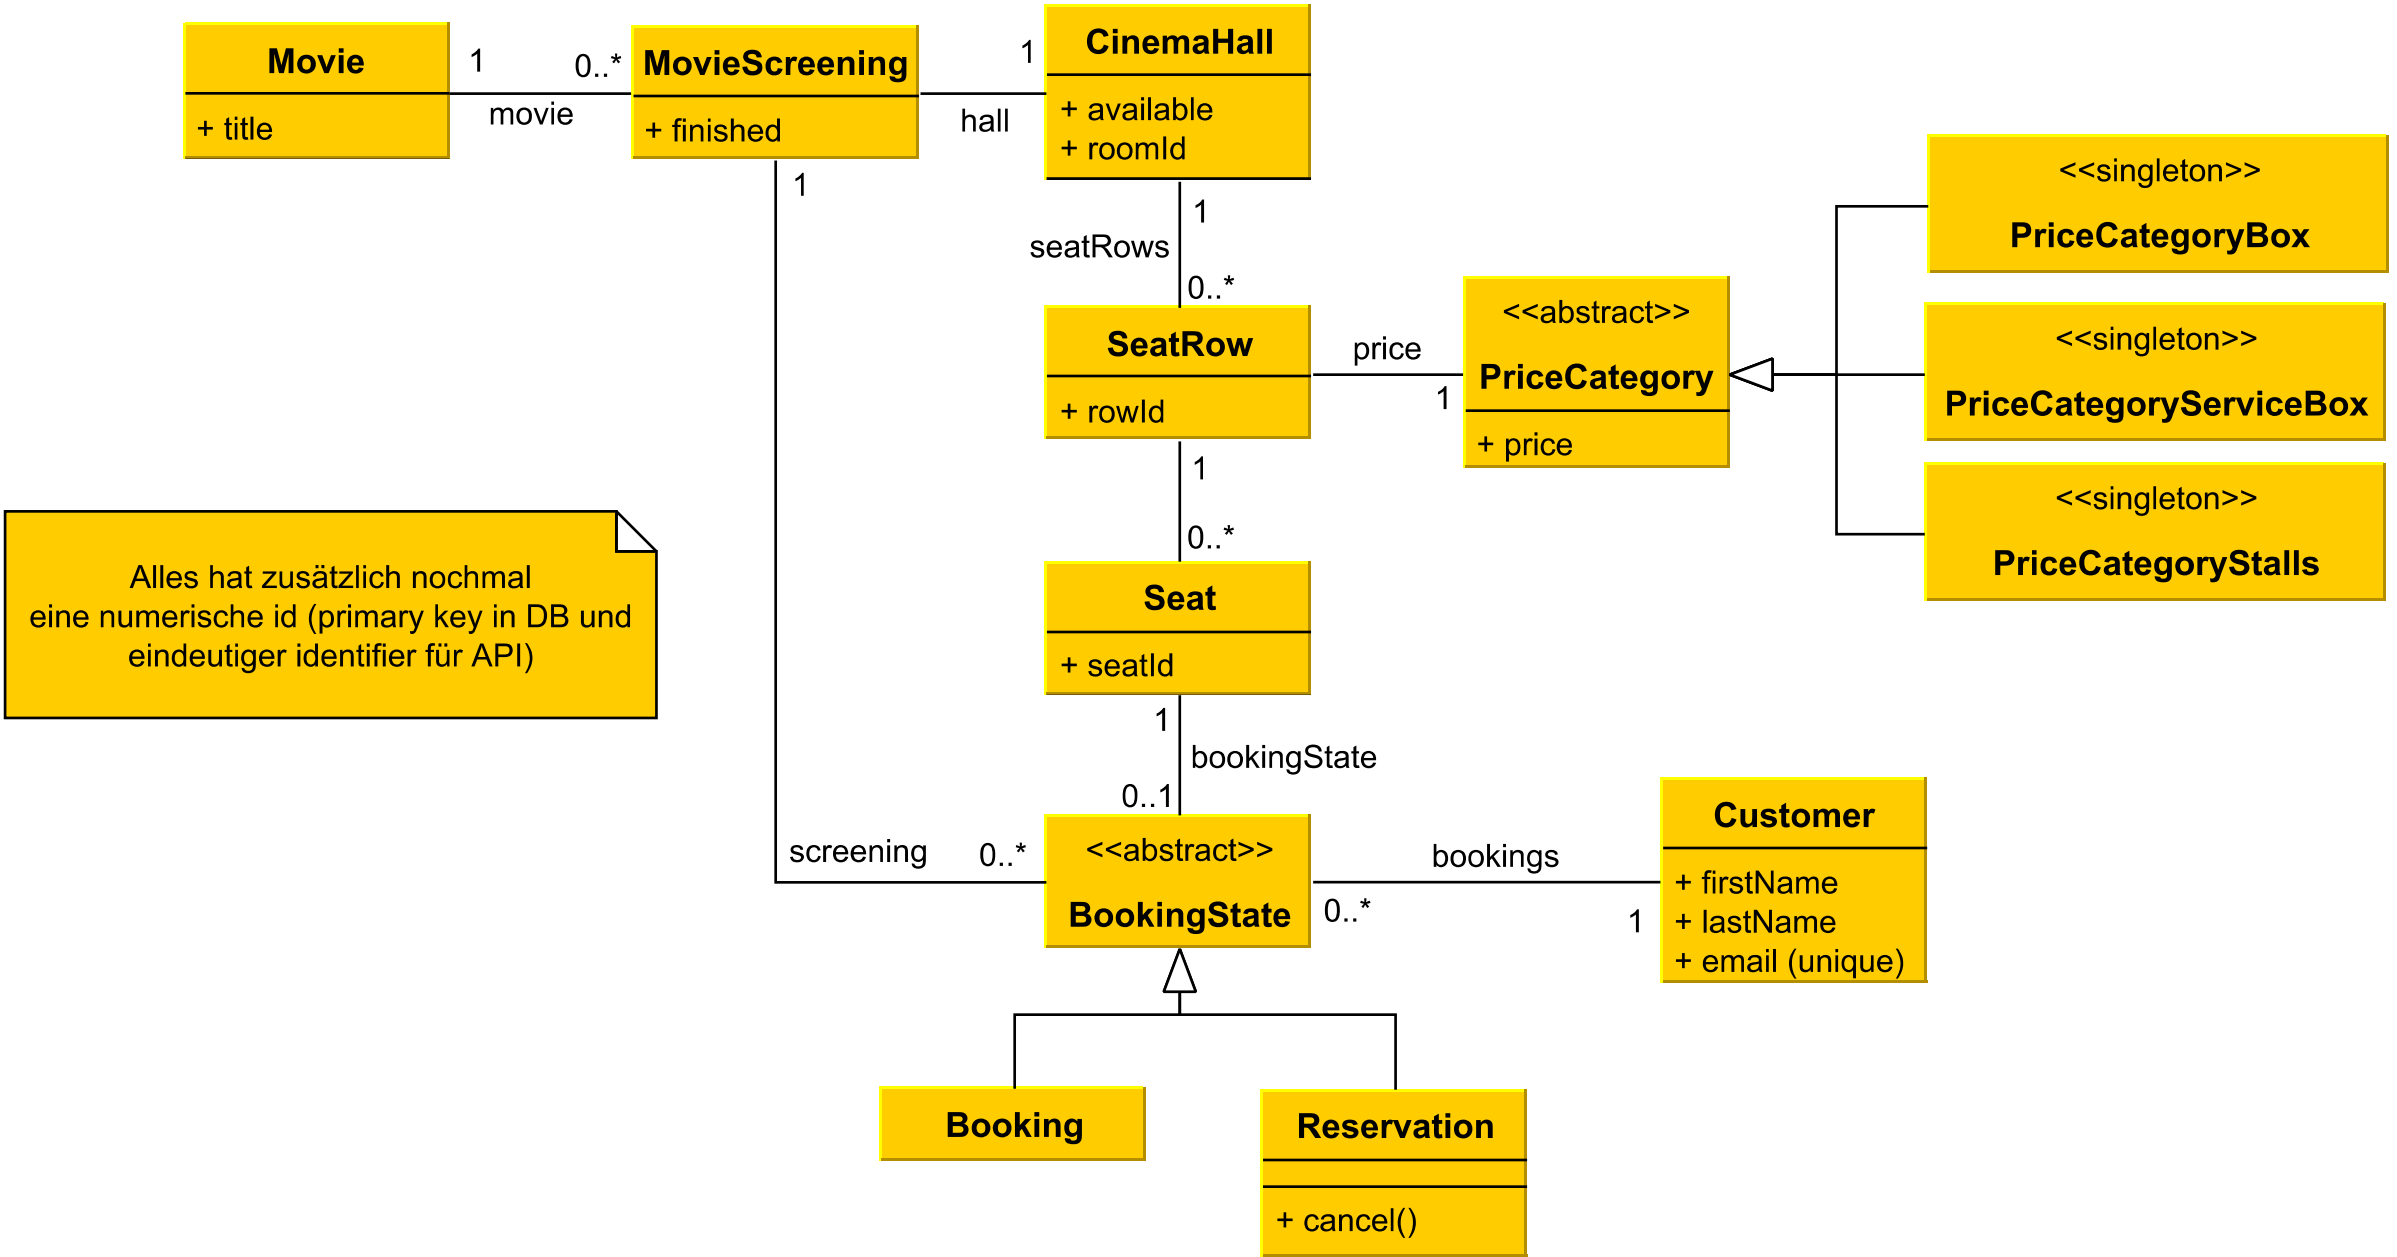 Movie
+ title
1
0..*
movie
MovieScreening
+ finished
1
hall
CinemaHall
+ available
+ roomId
1
1
seatRows
0..*
SeatRow
+ rowId
price
1
<<abstract>>
PriceCategory
+ price
<<singleton>>
PriceCategoryBox
<<singleton>>
PriceCategoryServiceBox
<<singleton>>
PriceCategoryStalls
1
0..*
Alles hat zusätzlich nochmal
eine numerische id (primary key in DB und
eindeutiger identifier für API)
Seat
+ seatId
1
bookingState
0..1
screening
0..*
<<abstract>>
BookingState
bookings
0..*
1
Customer
+ firstName
+ lastName
+ email (unique)
Booking
Reservation
+ cancel()